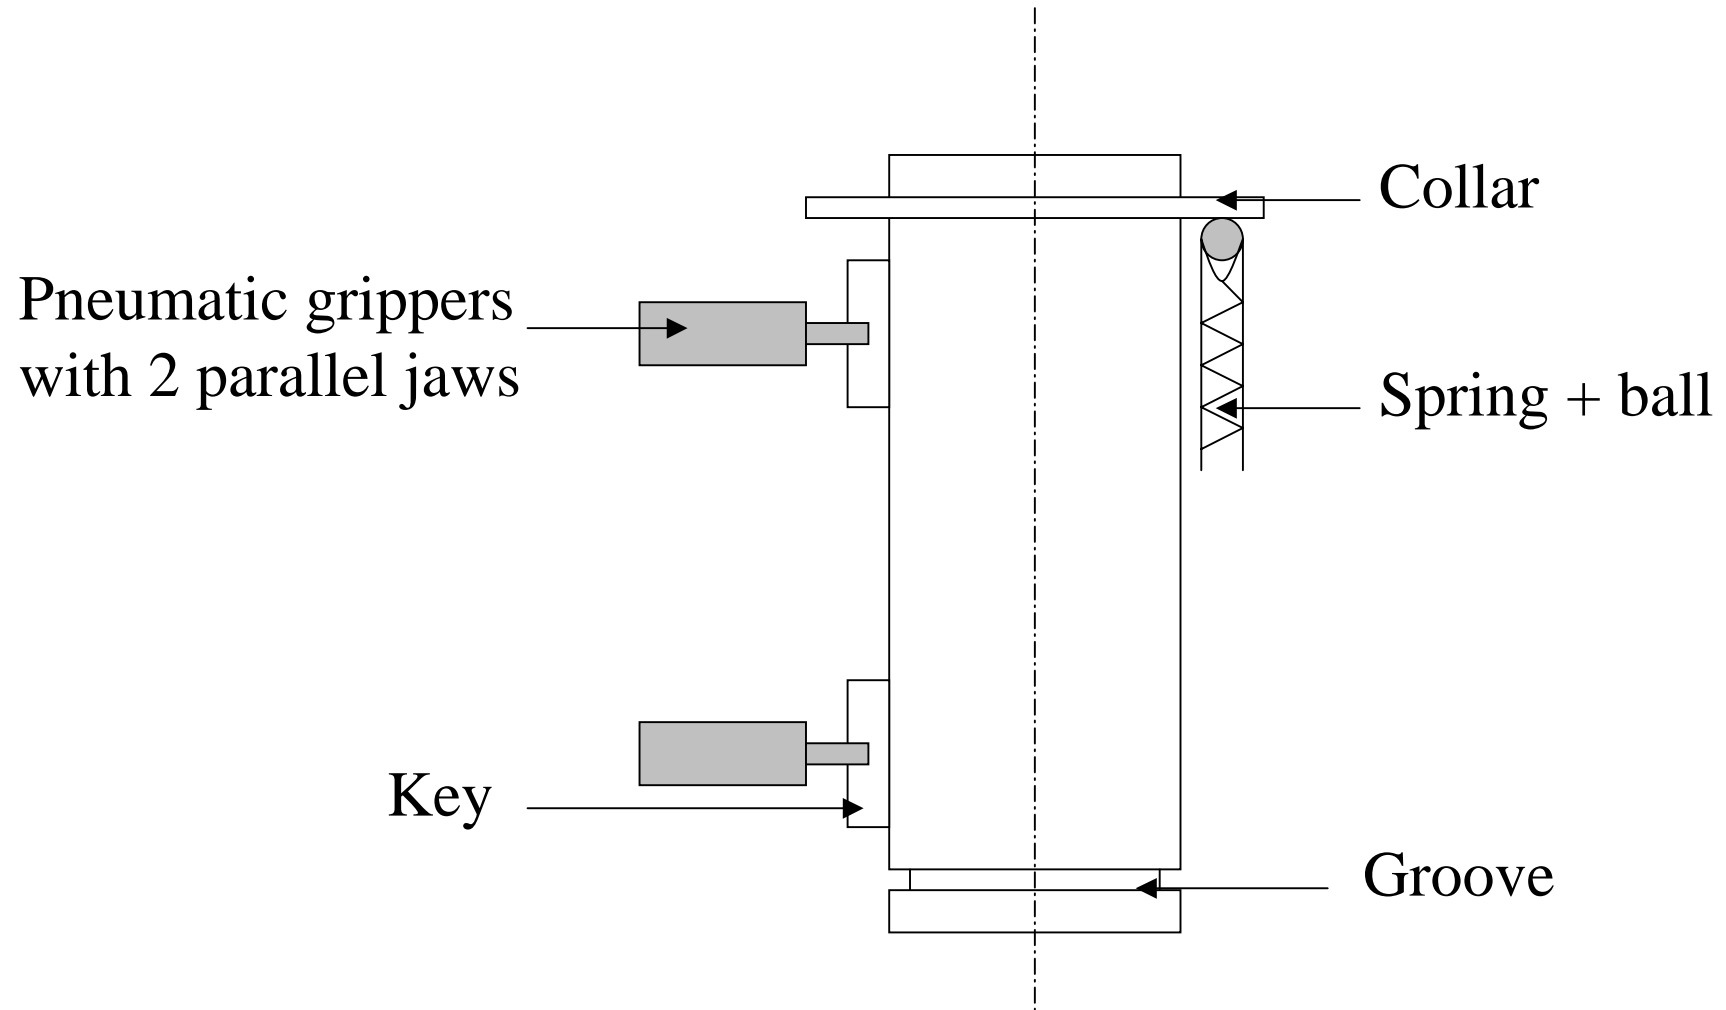 Collar
Pneumatic grippers
with 2 parallel jaws
Spring + ball
Key
Groove